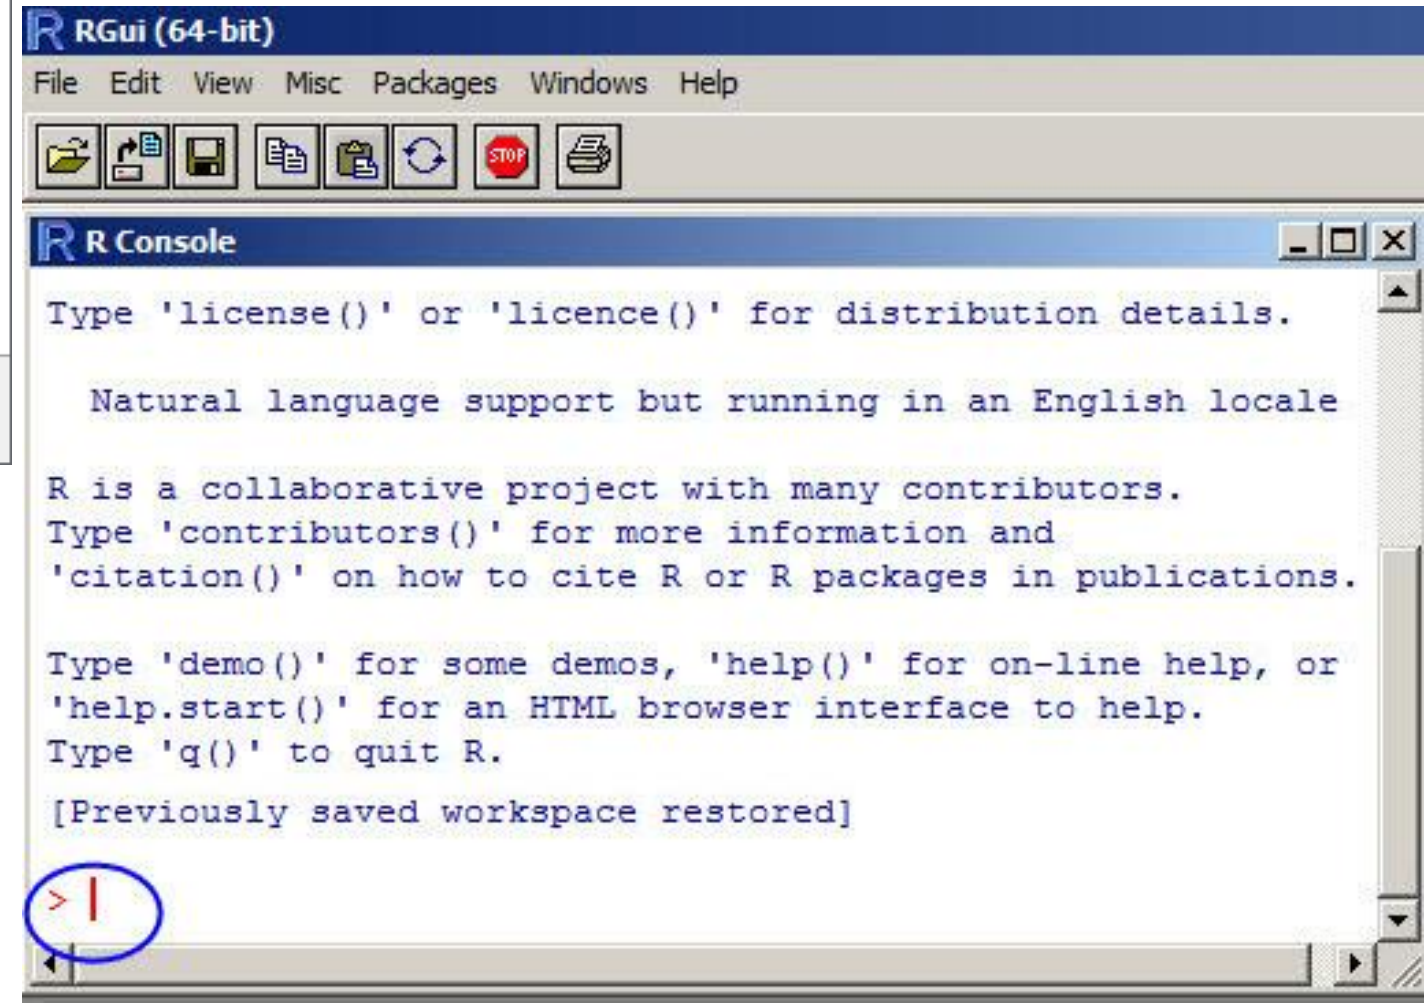 RGui (64-bit)
File Edit View Misc Packages Windows Help
STOP
R Console
Type 'license()' or 'licence()' for distribution details.
Natural language support but running in an English locale
R is a collaborative project with many contributors.
Type 'contributors()' for more information and
'citation()' on how to cite R or R packages in publications.
Type 'demo()' for some demos, 'help()' for on-line help, or
'help.start()' for an HTML browser interface to help.
Type 'q()' to quit R.
[Previously saved workspace restored]
>